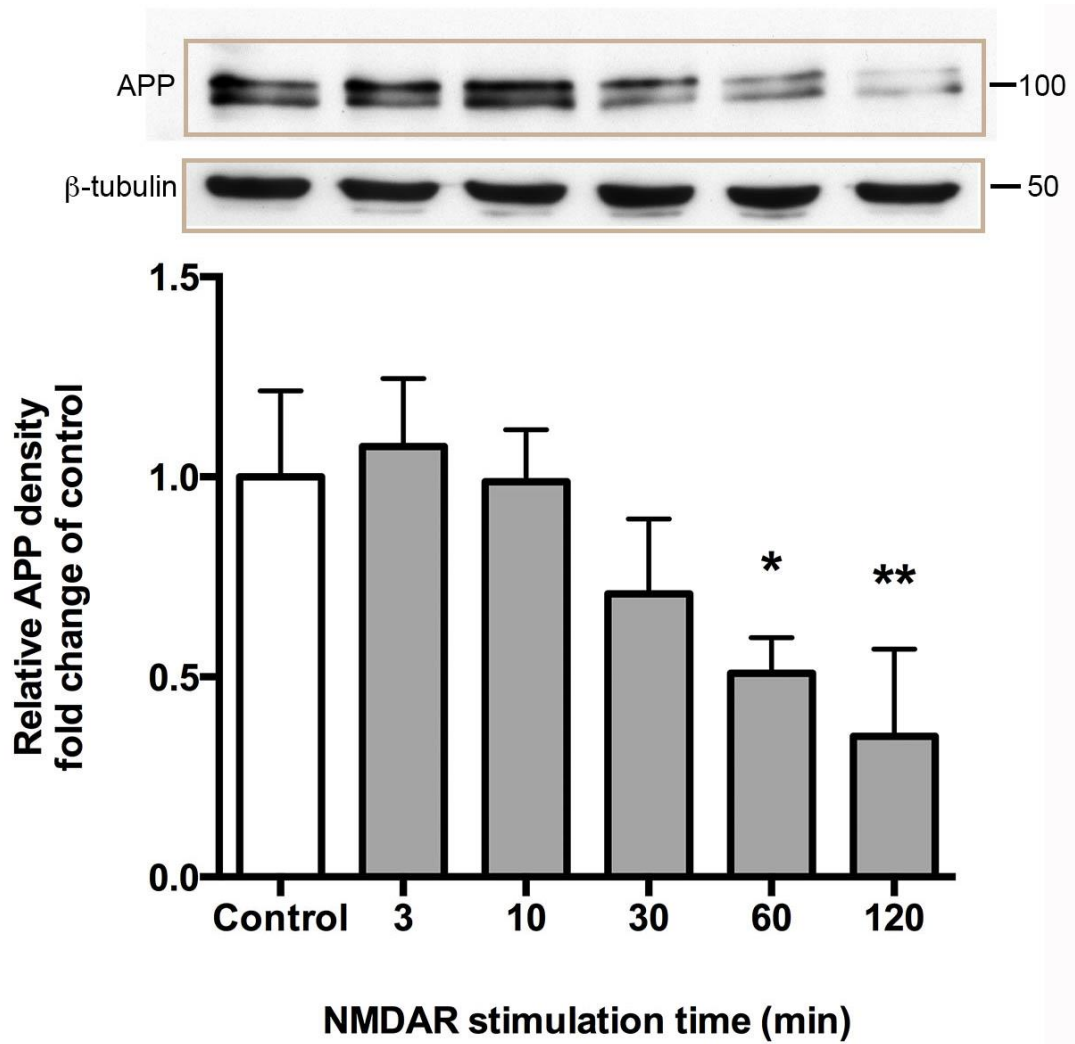 APP
100
β-tubulin
50
1.5
1.0
0.5
0.0
Relative APP density
fold change of control
*
**
Control 3 10 30 60 120
NMDAR stimulation time (min)